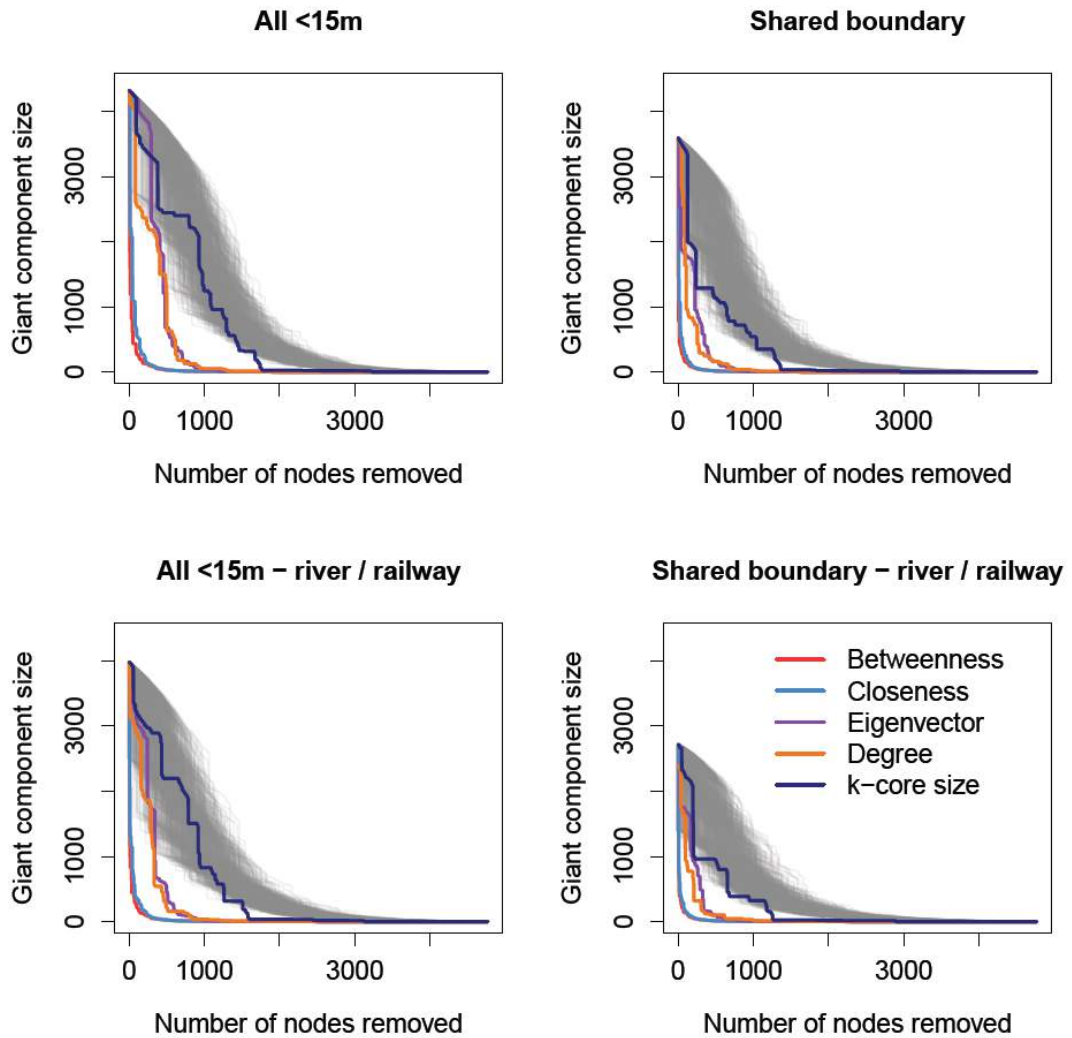 All <15m
Shared boundary
Giant component size
3000
1000
0
0 1000 3000
Number of nodes removed
Giant component size
3000
1000
0
0 1000 3000
Number of nodes removed
All <15m − river / railway
Shared boundary − river / railway
Giant component size
3000
1000
0
0 1000 3000
Number of nodes removed
Giant component size
3000
1000
0
Betweenness
Closeness
Eigenvector
Degree
k−core size
0 1000 3000
Number of nodes removed